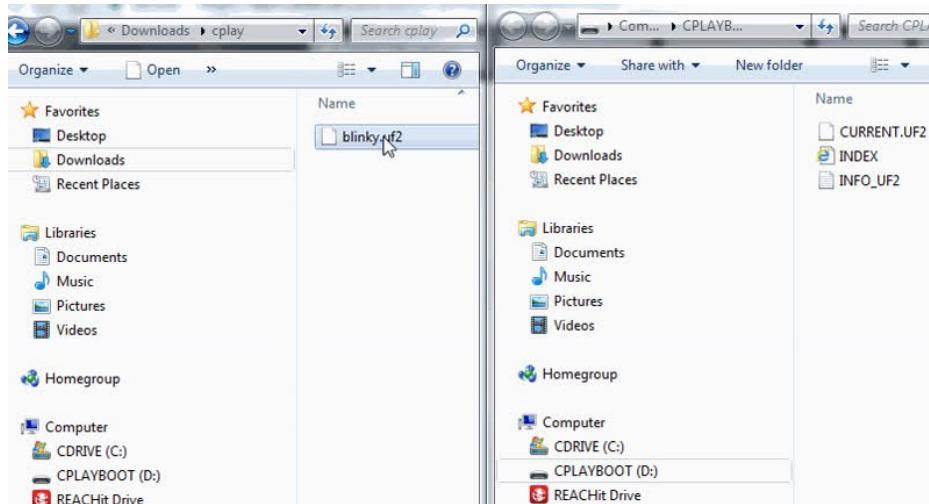 « Downloads › cplay
Search cplay
Organize
Open
»
Name
blinky.uf2
Favorites
Desktop
Downloads
Recent Places
Libraries
Documents
Music
Pictures
Videos
Homegroup
Computer
CDRIVE (C:)
CPLAYBOOT (D:)
REACHit Drive
Com... › CPLAYB...
Search CPLA
Organize
Share with
New folder
Name
CURRENT.UF2
INDEX
INFO_UF2
Favorites
Desktop
Downloads
Recent Places
Libraries
Documents
Music
Pictures
Videos
Homegroup
Computer
CDRIVE (C:)
CPLAYBOOT (D:)
REACHit Drive